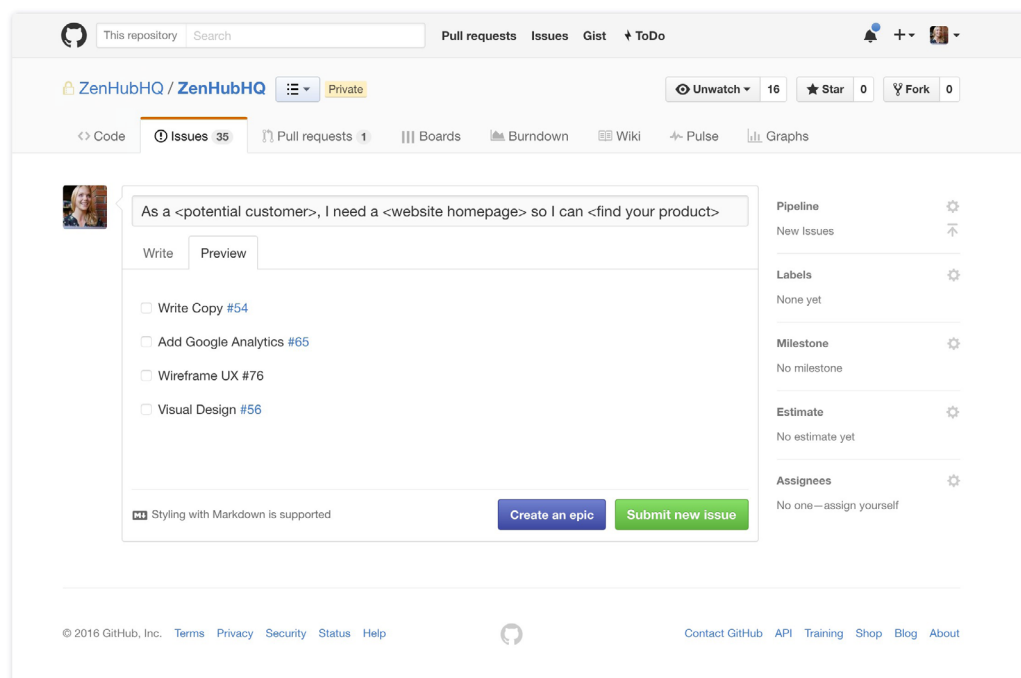 This repository Search Pull requests Issues Gist ToDo
ZenHubHQ / ZenHubHQ Private Unwatch 16 Star 0 Fork 0
Code Issues 35 Pull requests 1 Boards Burndown Wiki Pulse Graphs
As a <potential customer>, I need a <website homepage> so I can <find your product>
Write Preview
Write Copy #54
Add Google Analytics #65
Wireframe UX #76
Visual Design #56
Styling with Markdown is supported Create an epic Submit new issue
Pipeline
New Issues
Labels
None yet
Milestone
No milestone
Estimate
No estimate yet
Assignees
No one—assign yourself
© 2016 GitHub, Inc. Terms Privacy Security Status Help Contact GitHub API Training Shop Blog About